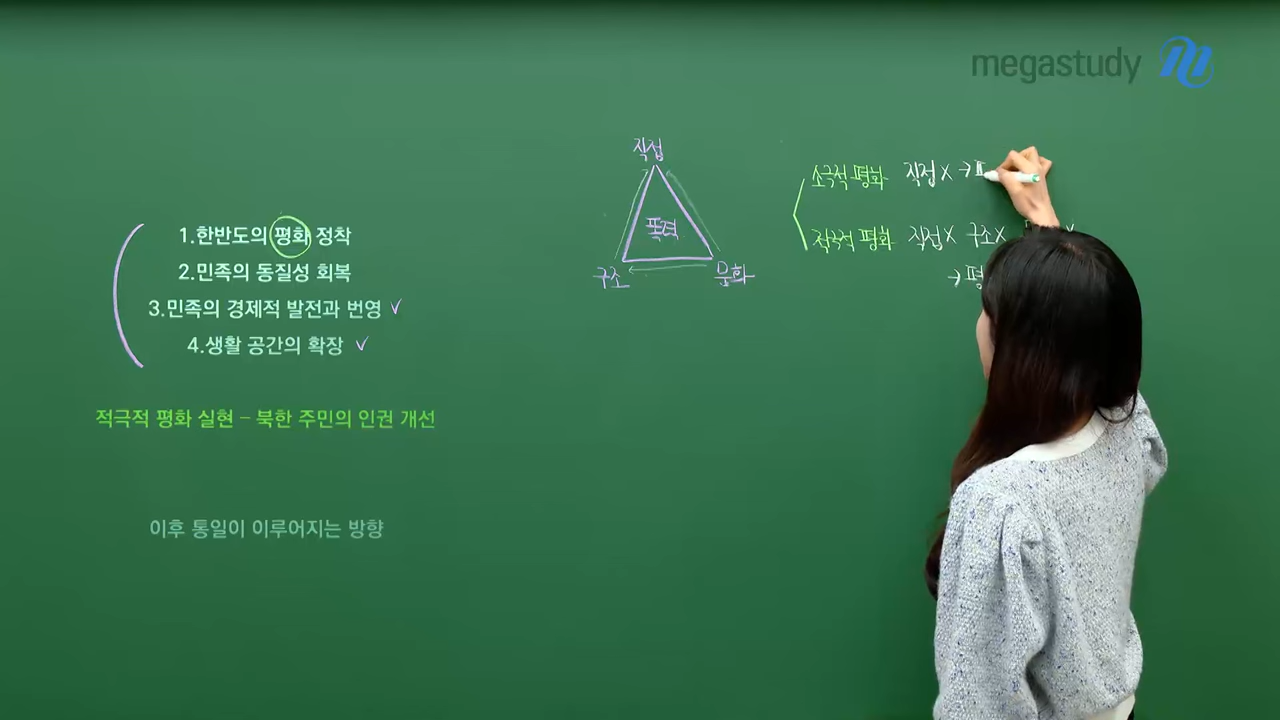 megastudy
1.한반도의 평화 정착
2.민족의 동질성 회복
3.민족의 경제적 발전과 번영 ✓
4.생활 공간의 확장 ✓
적극적 평화 실현 – 북한 주민의 인권 개선
이후 통일이 이루어지는 방향
직접
폭력
구조
문화
소극적 평화 직접X →
적극적 평화 직접X 구조X
→ 평